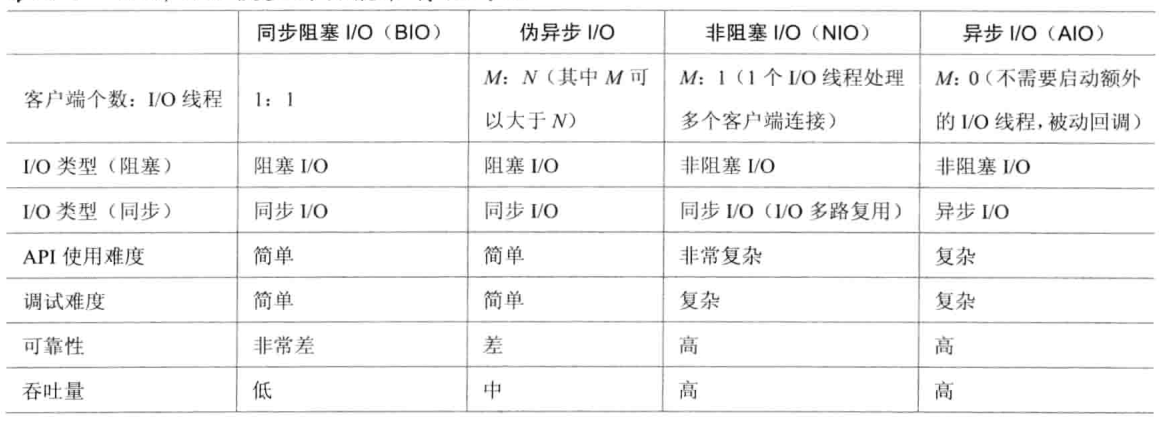 同步阻塞 I/O（BIO） 伪异步 I/O 非阻塞 I/O（NIO） 异步 I/O（AIO）
客户端个数：I/O 线程 1：1 M：N（其中 M 可以大于 N） M：1（1 个 I/O 线程处理多个客户端连接） M：0（不需要启动额外的 I/O 线程，被动回调）
I/O 类型（阻塞） 阻塞 I/O 阻塞 I/O 非阻塞 I/O 非阻塞 I/O
I/O 类型（同步） 同步 I/O 同步 I/O 同步 I/O（I/O 多路复用） 异步 I/O
API 使用难度 简单 简单 非常复杂 复杂
调试难度 简单 简单 复杂 复杂
可靠性 非常差 差 高 高
吞吐量 低 中 高 高